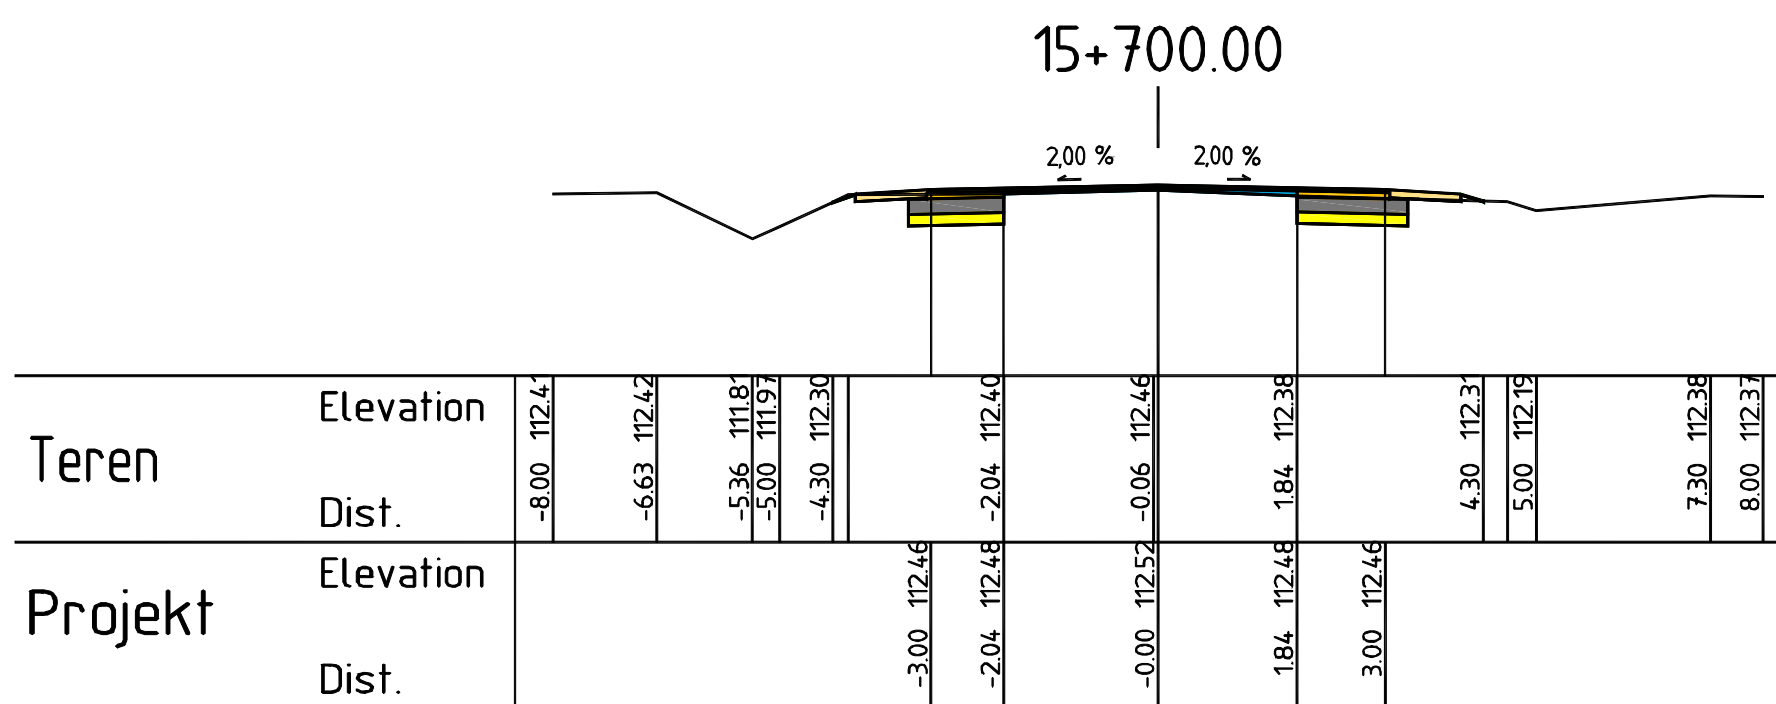 15+700.00
2,00 % 2,00 %
Teren
Elevation 112.41 112.42 111.81 111.97 112.30 112.40 112.46 112.38 112.31 112.19 112.38 112.37
Dist. -8.00 -6.63 -5.36 -5.00 -4.30 -2.04 -0.06 1.84 4.30 5.00 7.30 8.00
Projekt
Elevation 112.46 112.48 112.52 112.48 112.46
Dist. -3.00 -2.04 -0.00 1.84 3.00